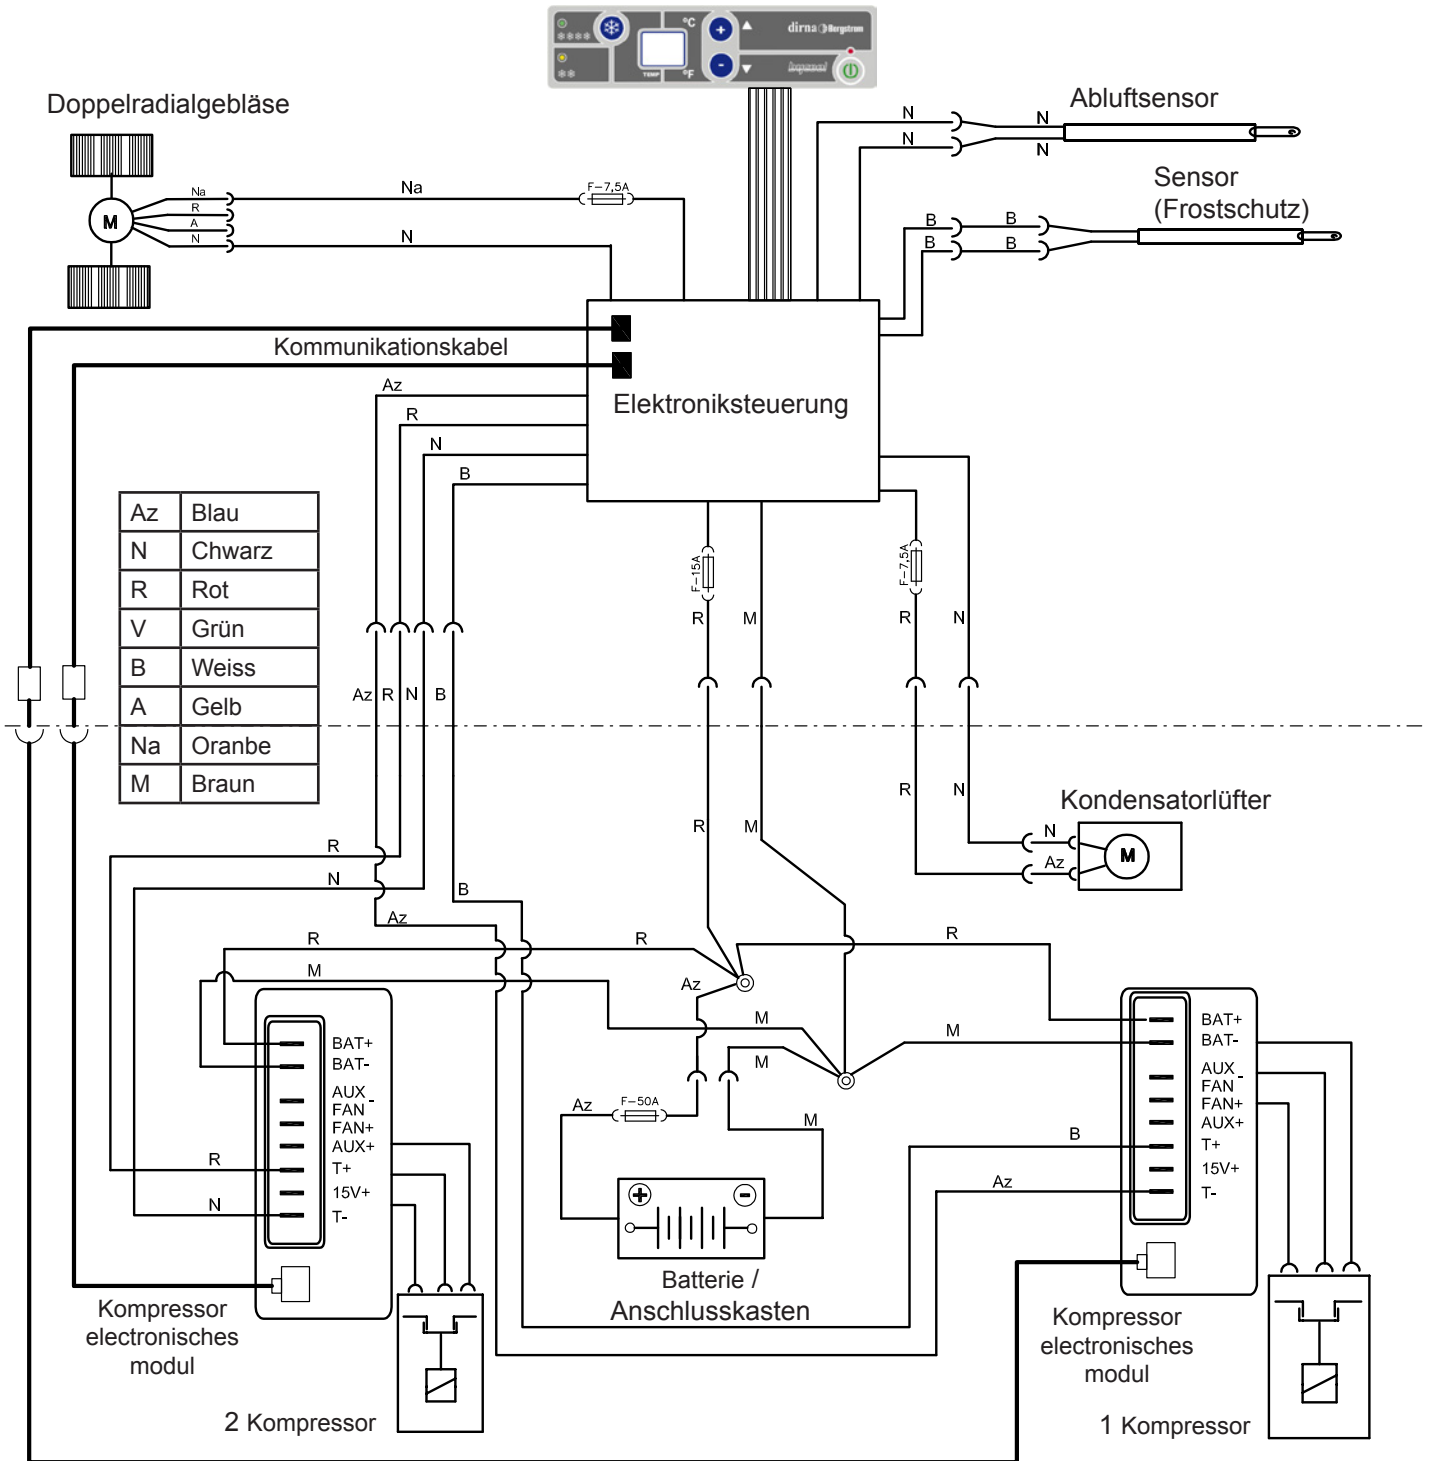 °C
dirna Bergstrom
TEMP
°F
Doppelradialgebläse
Abluftsensor
N
N
N
N
Sensor
(Frostschutz)
Na
R
A
N
M
Na
F-7,5A
N
B
B
B
B
Kommunikationskabel
Elektroniksteuerung
Az
R
N
B
Az Blau
N Chwarz
R Rot
V Grün
B Weiss
A Gelb
Na Oranbe
M Braun
F-15A
F-7,5A
R
M
R
N
Az
R
N
B
R
N
Kondensatorlüfter
R
M
N
Az
M
R
N
B
Az
R
R
R
M
Az
M
M
M
BAT+
BAT-
AUX
FAN -
FAN+
AUX+
T+
15V+
T-
BAT+
BAT-
AUX
FAN -
FAN+
AUX+
T+
15V+
T-
Az
F-50A
M
R
N
B
Az
Batterie /
Anschlusskasten
Kompressor
electronisches
modul
2 Kompressor
Kompressor
electronisches
modul
1 Kompressor